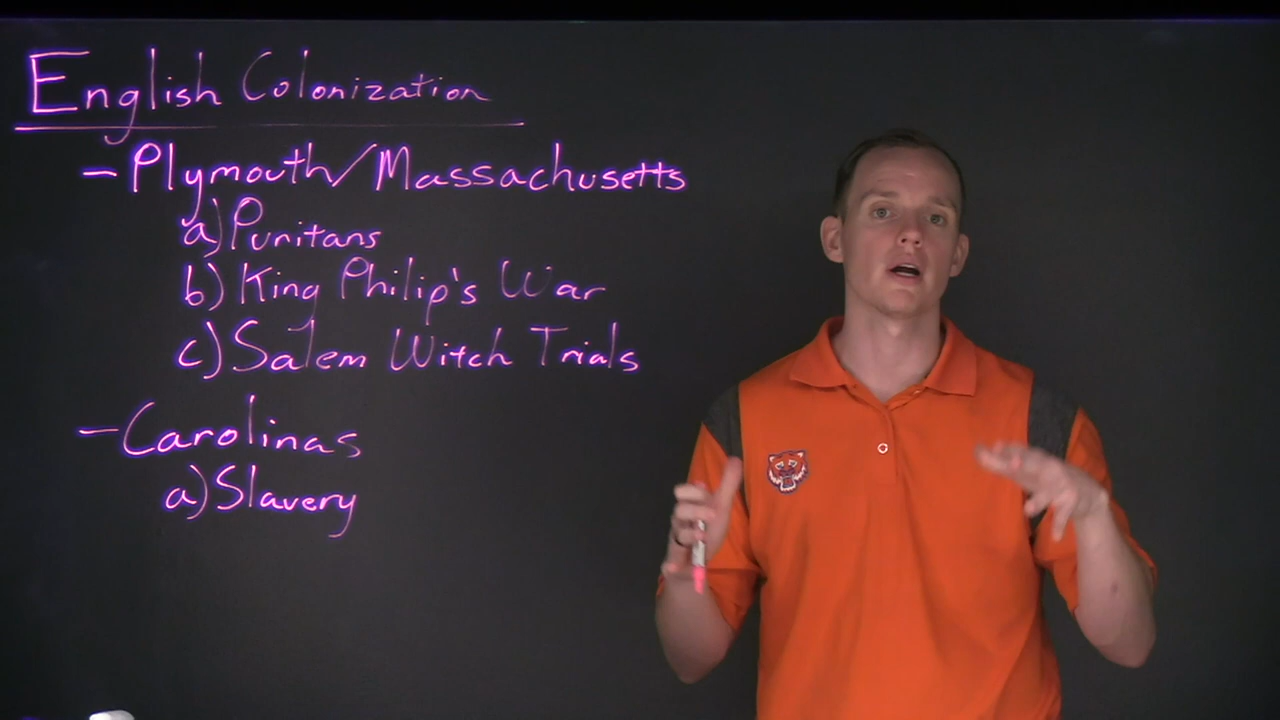 English Colonization
- Plymouth/Massachusetts
a) Puritans
b) King Philip's War
c) Salem Witch Trials
- Carolinas
a) Slavery